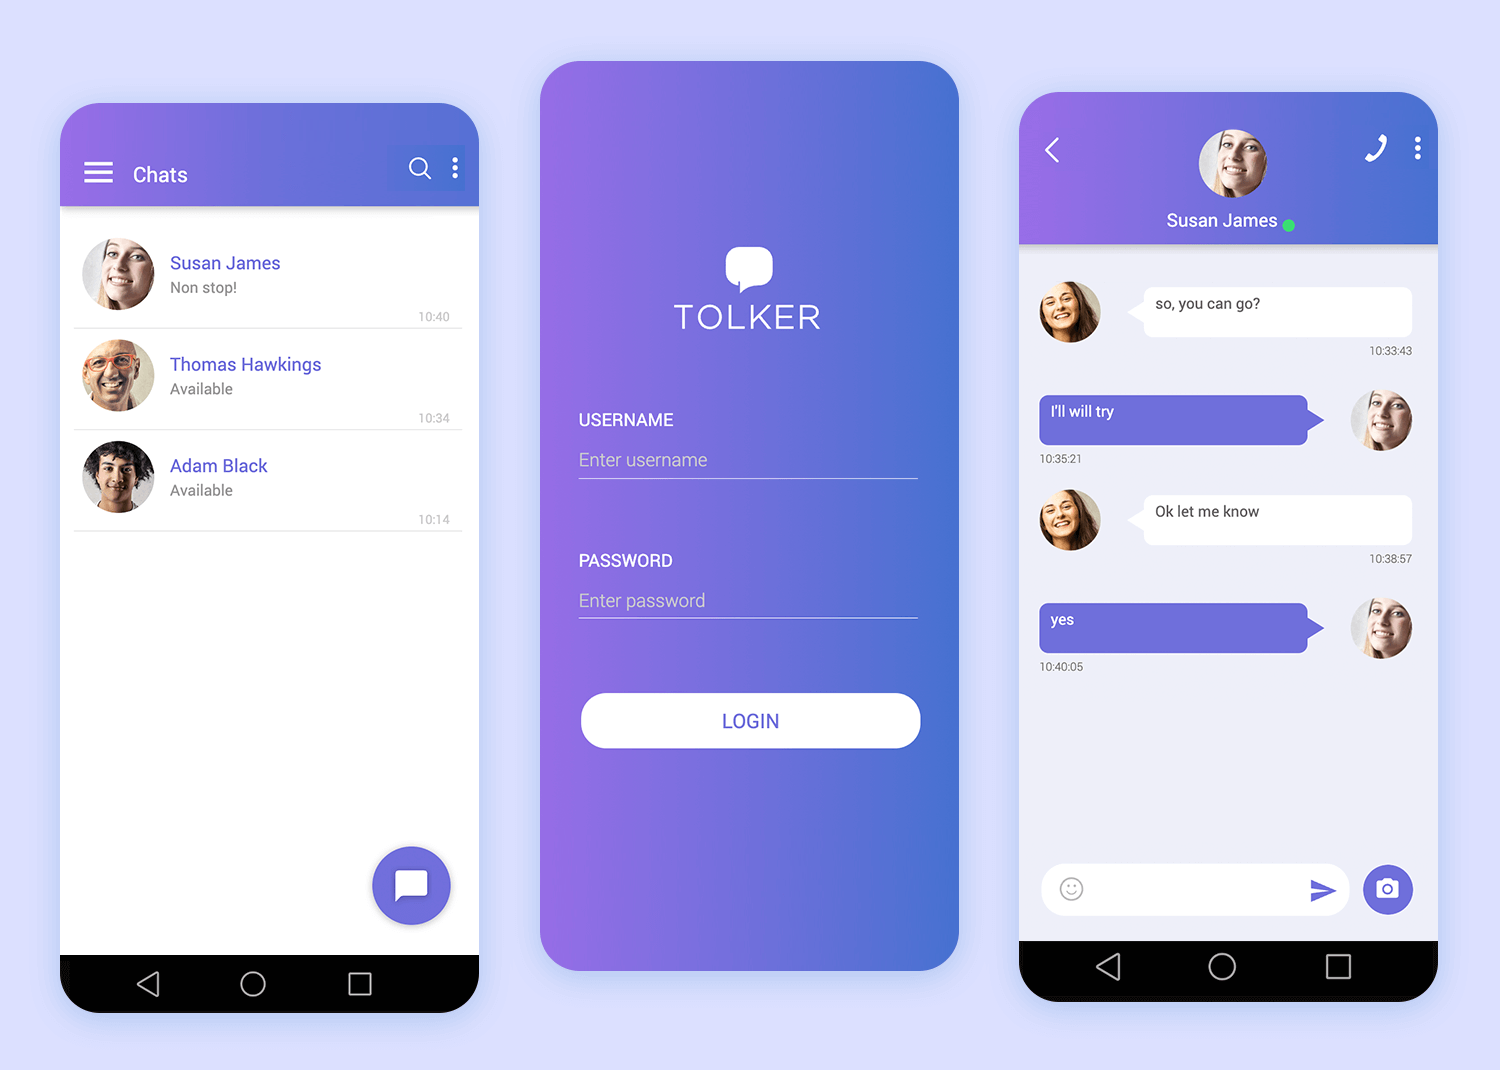 Chats
Susan James
Non stop!
10:40
Thomas Hawkings
Available
10:34
Adam Black
Available
10:14
TOLKER
USERNAME
Enter username
PASSWORD
Enter password
LOGIN
Susan James
so, you can go?
10:33:43
I'll will try
10:35:21
Ok let me know
10:38:57
yes
10:40:05